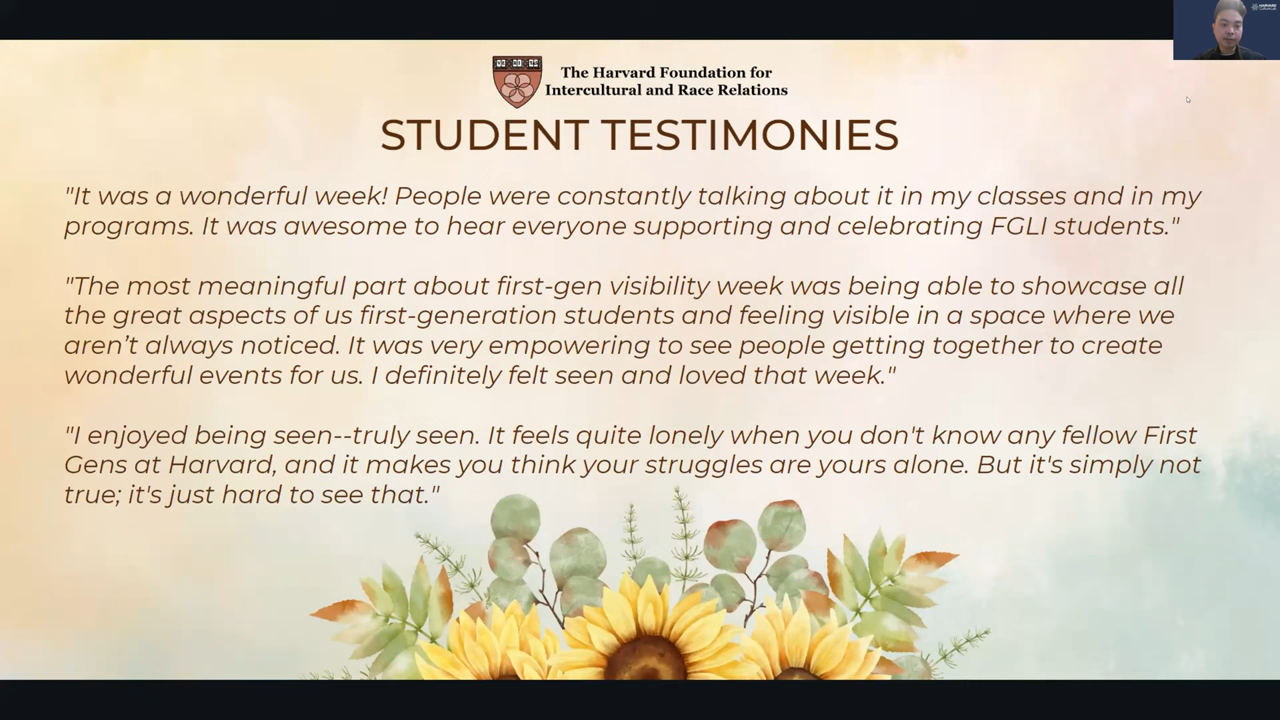 The Harvard Foundation for
Intercultural and Race Relations
STUDENT TESTIMONIES
"It was a wonderful week! People were constantly talking about it in my classes and in my
programs. It was awesome to hear everyone supporting and celebrating FGLI students."
"The most meaningful part about first-gen visibility week was being able to showcase all
the great aspects of us first-generation students and feeling visible in a space where we
aren’t always noticed. It was very empowering to see people getting together to create
wonderful events for us. I definitely felt seen and loved that week."
"I enjoyed being seen--truly seen. It feels quite lonely when you don't know any fellow First
Gens at Harvard, and it makes you think your struggles are yours alone. But it's simply not
true; it's just hard to see that."
HARVARD